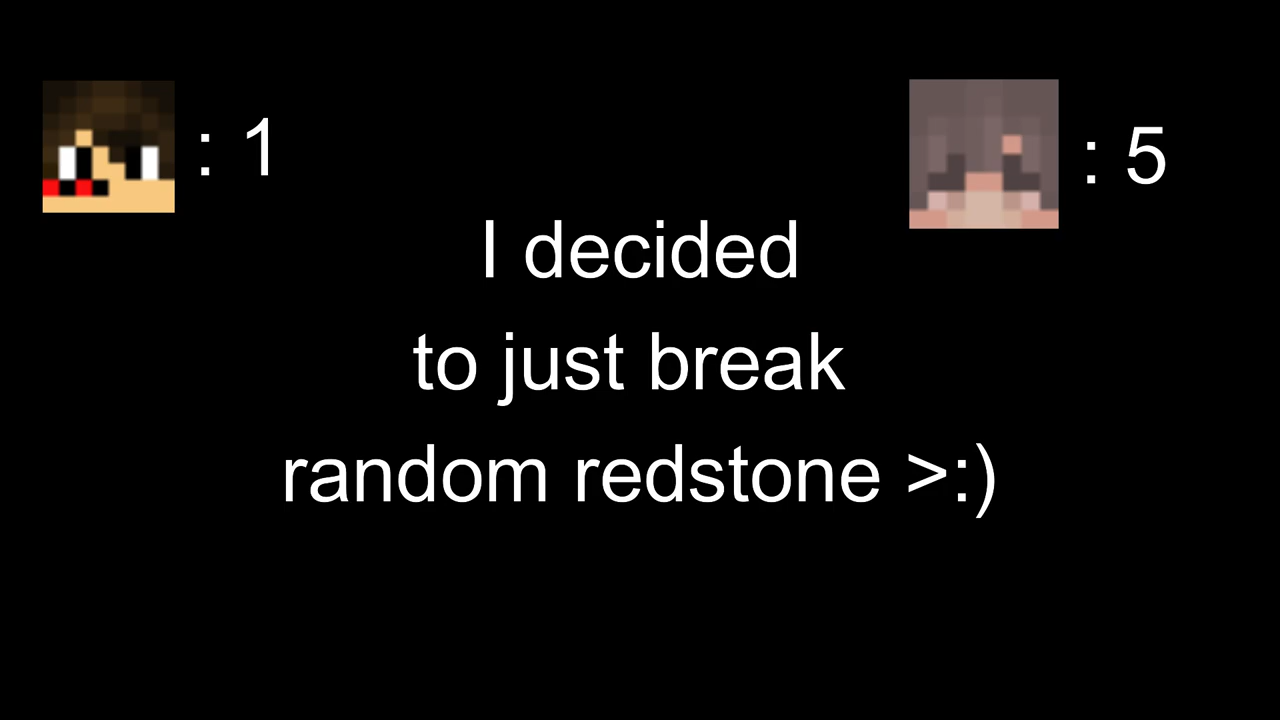 : 1
: 5
I decided
to just break
random redstone >:)